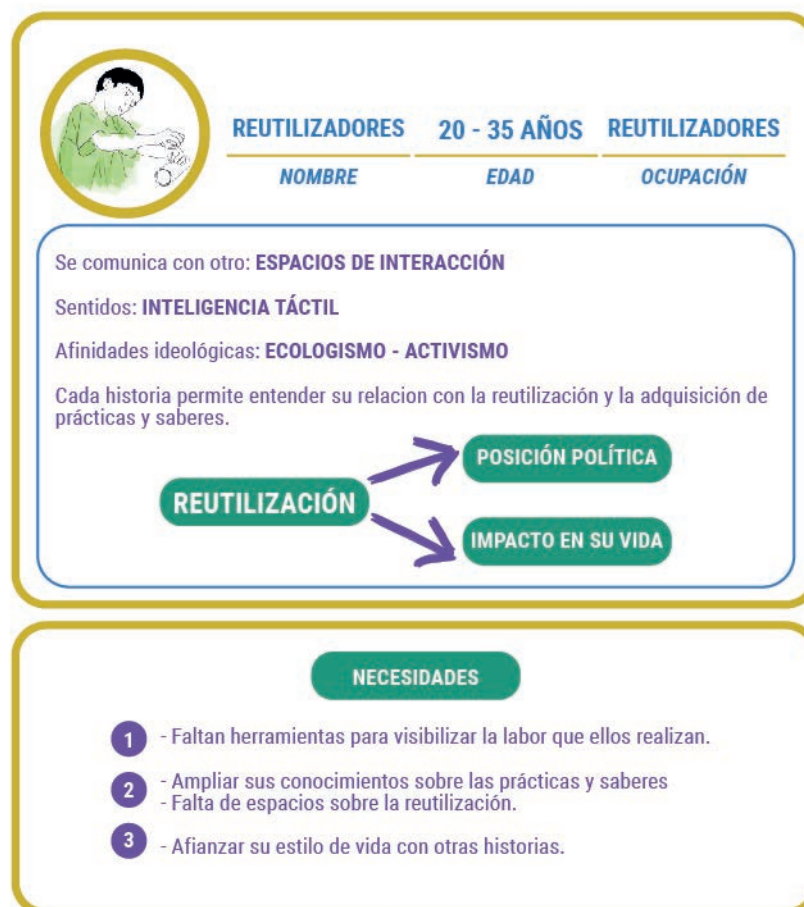 REUTILIZADORES 20 - 35 AÑOS REUTILIZADORES
NOMBRE EDAD OCUPACIÓN
Se comunica con otro: ESPACIOS DE INTERACCIÓN
Sentidos: INTELIGENCIA TÁCTIL
Afinidades ideológicas: ECOLOGISMO - ACTIVISMO
Cada historia permite entender su relacion con la reutilización y la adquisición de
prácticas y saberes.
POSICIÓN POLÍTICA
REUTILIZACIÓN
IMPACTO EN SU VIDA
NECESIDADES
1 - Faltan herramientas para visibilizar la labor que ellos realizan.
2 - Ampliar sus conocimientos sobre las prácticas y saberes
- Falta de espacios sobre la reutilización.
3 - Afianzar su estilo de vida con otras historias.